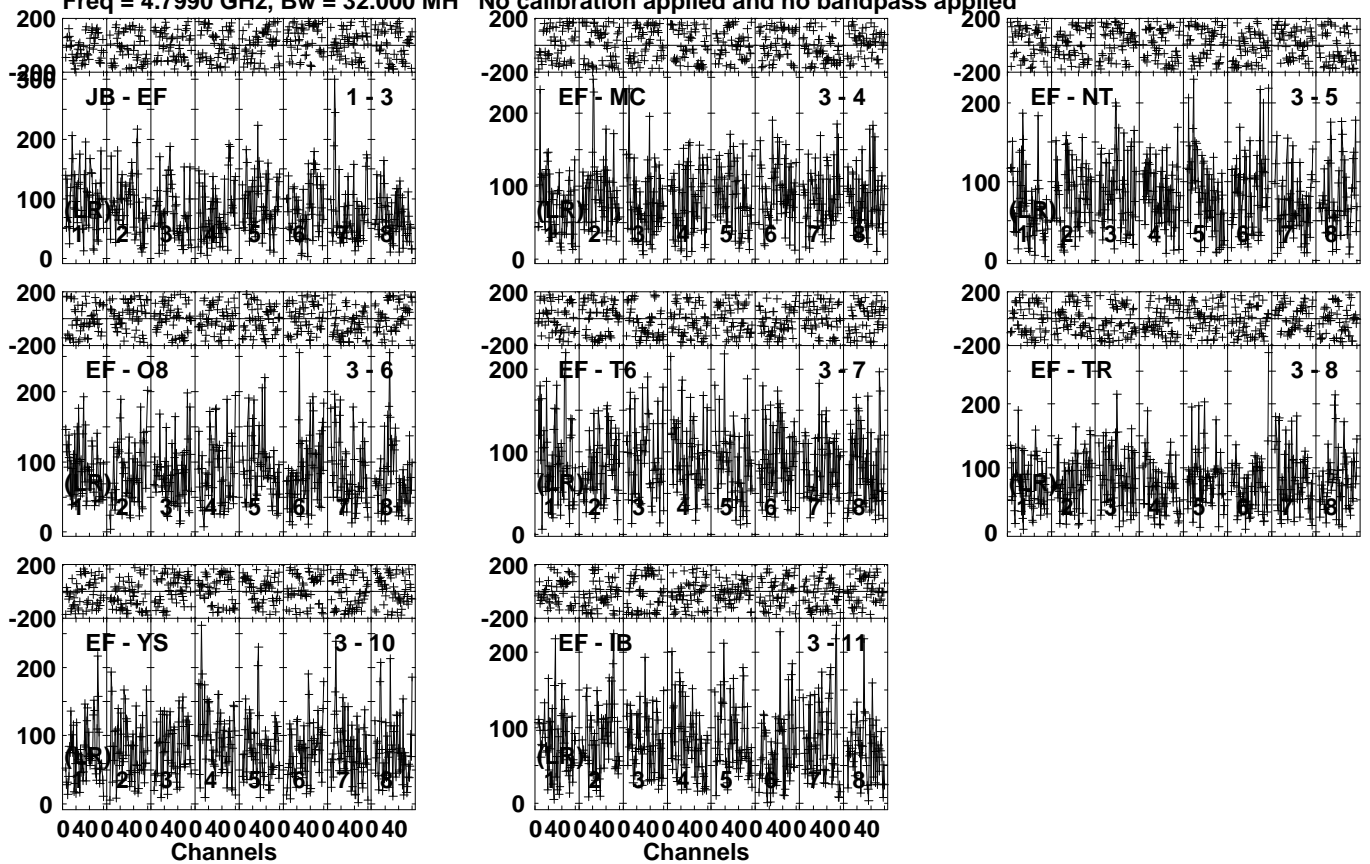 Freq = 4.7990 GHz, Bw = 32.000 MH No calibration applied and no bandpass applied
200
-200
300
200
100
0
JB - EF 1 - 3
(LR)
1 2 3 4 5 6 7 8
200
-200
200
100
0
EF - MC 3 - 4
(LR)
1 2 3 4 5 6 7 8
200
-200
200
100
0
EF - NT 3 - 5
(LR)
1 2 3 4 5 6 7 8
200
-200
200
100
0
EF - O8 3 - 6
(LR)
1 2 3 4 5 6 7 8
200
-200
200
100
0
EF - T6 3 - 7
(LR)
1 2 3 4 5 6 7 8
200
-200
200
100
0
EF - TR 3 - 8
(LR)
1 2 3 4 5 6 7 8
200
-200
200
100
0
EF - YS 3 - 10
(LR)
1 2 3 4 5 6 7 8
0 40 0 40 0 40 0 40 0 40 0 40 0 40 0 40
Channels
200
-200
200
100
0
EF - IB 3 - 11
(LR)
1 2 3 4 5 6 7 8
0 40 0 40 0 40 0 40 0 40 0 40 0 40 0 40
Channels